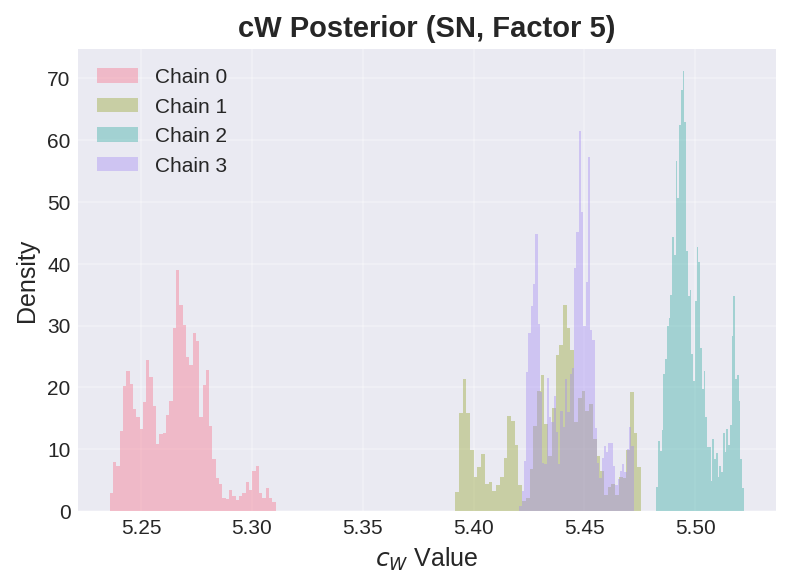 cW Posterior (SN, Factor 5)
Chain 0
Chain 1
Chain 2
Chain 3
Density
70
60
50
40
30
20
10
0
5.25 5.30 5.35 5.40 5.45 5.50
c_W Value